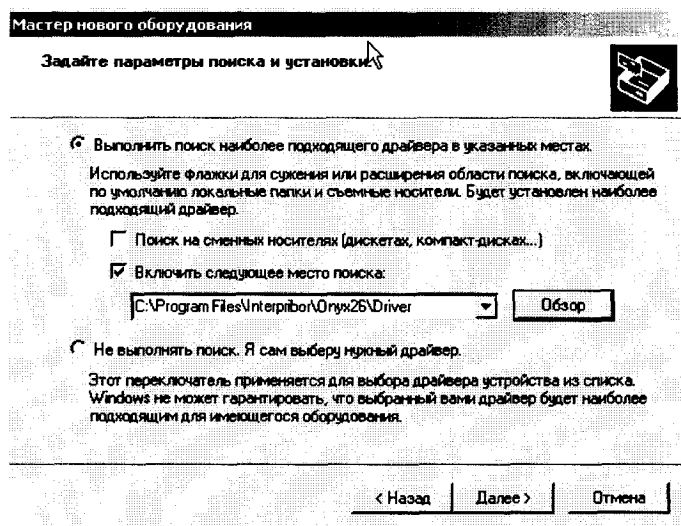 Мастер нового оборудования
Задайте параметры поиска и установки
Выполнить поиск наиболее подходящего драйвера в указанных местах.
Используйте флажки для сужения или расширения области поиска, включающей
по умолчанию локальные папки и съемные носители. Будет установлен наиболее
подходящий драйвер.
Поиск на сменных носителях (дискетах, компакт-дисках...)
Включить следующее место поиска:
C:\Program Files\Interpribor\Onyx26\Driver
Обзор
Не выполнять поиск. Я сам выберу нужный драйвер.
Этот переключатель применяется для выбора драйвера устройства из списка.
Windows не может гарантировать, что выбранный вами драйвер будет наиболее
подходящим для имеющегося оборудования.
< Назад Далее > Отмена